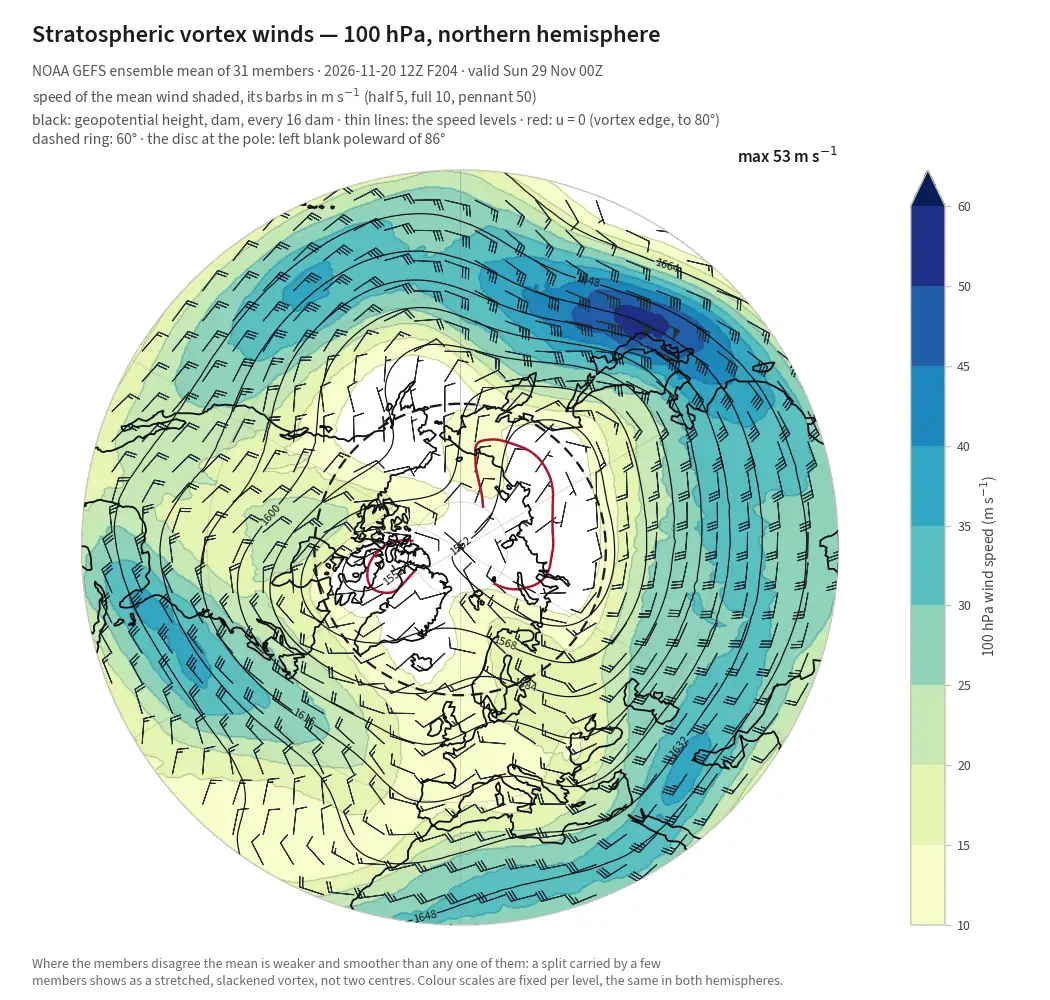 Stratospheric vortex winds — 100 hPa, northern hemisphere
NOAA GEFS ensemble mean of 31 members · 2026-11-20 12Z F204 · valid Sun 29 Nov 00Z
speed of the mean wind shaded, its barbs in m s⁻¹ (half 5, full 10, pennant 50)
black: geopotential height, dam, every 16 dam · thin lines: the speed levels · red: u = 0 (vortex edge, to 80°)
dashed ring: 60° · the disc at the pole: left blank poleward of 86°
max 53 m s⁻¹
1664
1648
1600
1552
1568
1616
1632
1648
60
50
45
40
35
30
25
20
15
10
100 hPa wind speed (m s⁻¹)
Where the members disagree the mean is weaker and smoother than any one of them: a split carried by a few
members shows as a stretched, slackened vortex, not two centres. Colour scales are fixed per level, the same in both hemispheres.